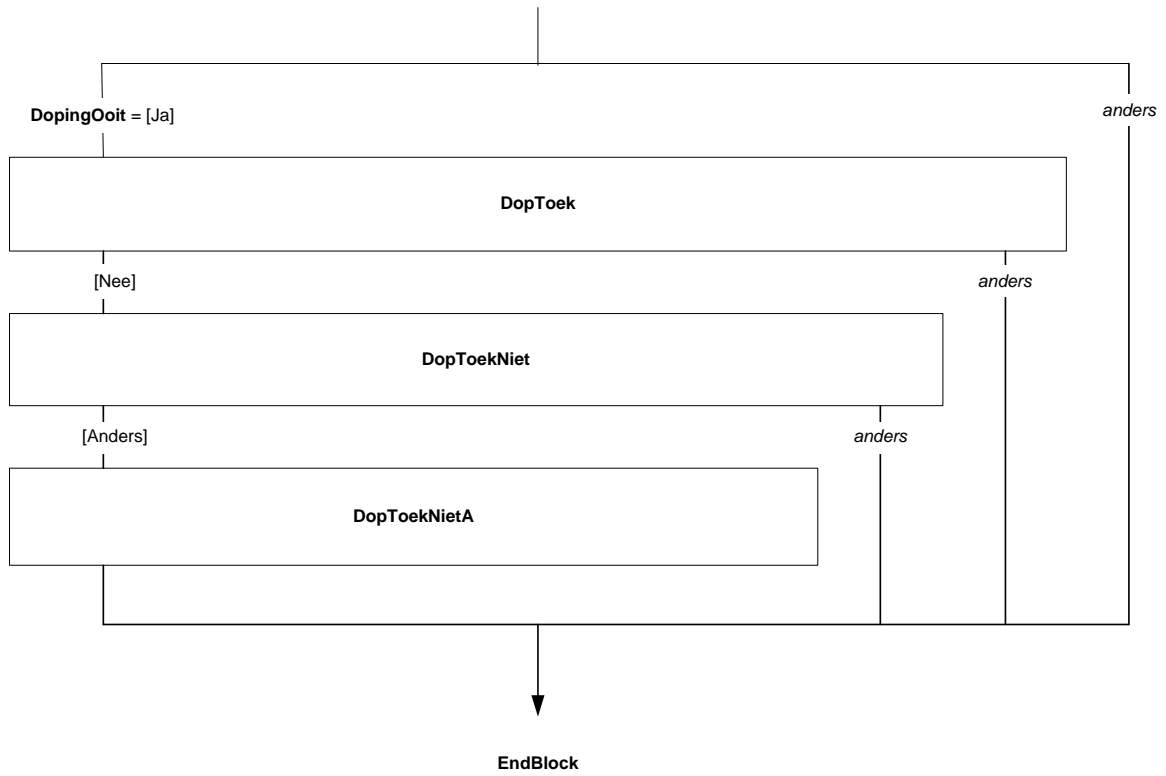 DopingOoit = [Ja]
anders
DopToek
[Nee]
anders
DopToekNiet
[Anders]
anders
DopToekNietA
EndBlock